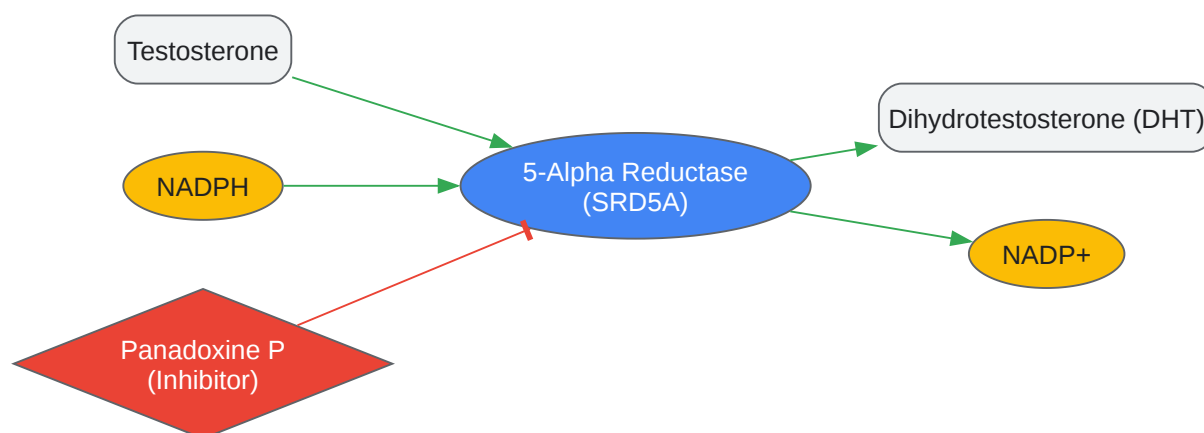 Testosterone
Dihydrotestosterone (DHT)
5-Alpha Reductase
(SRD5A)
NADPH
NADP+
Panadoxine P
(Inhibitor)